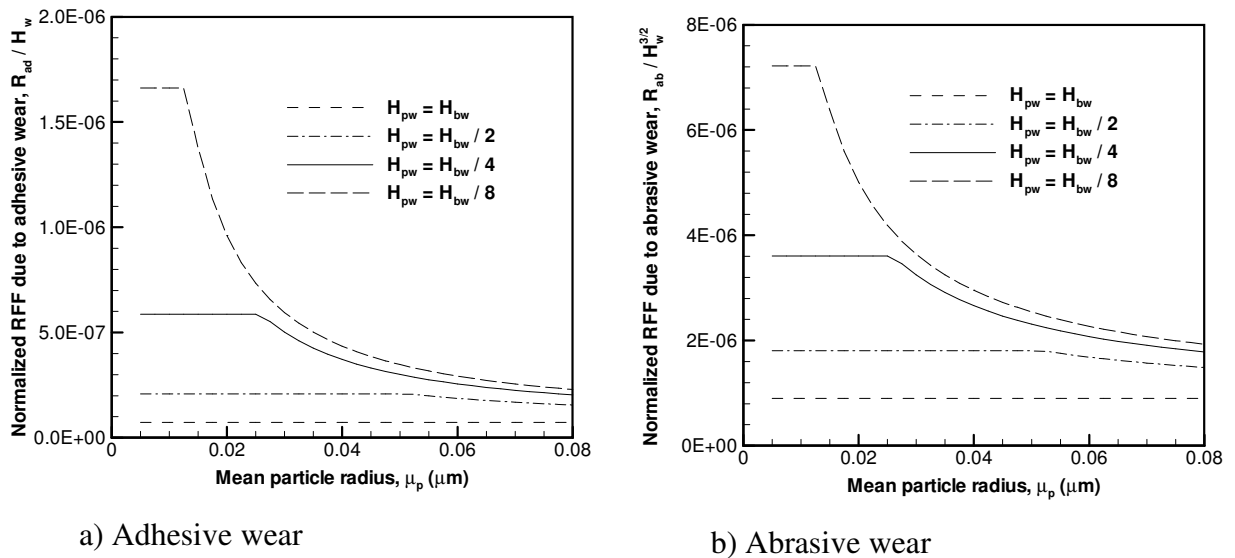 Normalized RFF due to adhesive wear, R_ad / H_w
2.0E-06
1.5E-06
1.0E-06
5.0E-07
0.0E+00
H_pw = H_bw
H_pw = H_bw / 2
H_pw = H_bw / 4
H_pw = H_bw / 8
0 0.02 0.04 0.06 0.08
Mean particle radius, μ_p (μm)
a) Adhesive wear
Normalized RFF due to abrasive wear, R_ab / H_w^3/2
8E-06
6E-06
4E-06
2E-06
0E+00
H_pw = H_bw
H_pw = H_bw / 2
H_pw = H_bw / 4
H_pw = H_bw / 8
0 0.02 0.04 0.06 0.08
Mean particle radius, μ_p (μm)
b) Abrasive wear